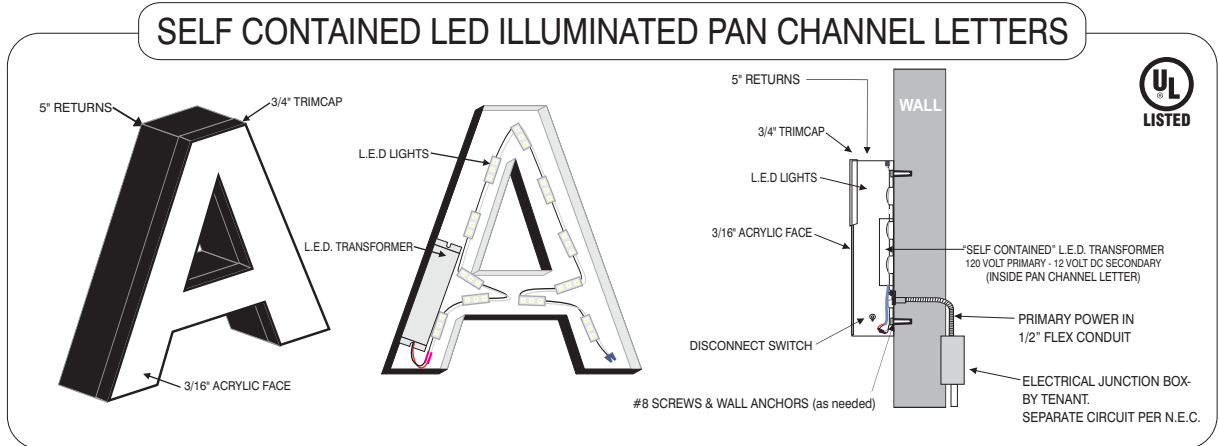 SELF CONTAINED LED ILLUMINATED PAN CHANNEL LETTERS
5" RETURNS
3/4" TRIMCAP
3/16" ACRYLIC FACE
L.E.D LIGHTS
L.E.D. TRANSFORMER
5" RETURNS
WALL
3/4" TRIMCAP
L.E.D LIGHTS
3/16" ACRYLIC FACE
"SELF CONTAINED" L.E.D. TRANSFORMER
120 VOLT PRIMARY - 12 VOLT DC SECONDARY
(INSIDE PAN CHANNEL LETTER)
DISCONNECT SWITCH
PRIMARY POWER IN
1/2” FLEX CONDUIT
#8 SCREWS & WALL ANCHORS (as needed)
ELECTRICAL JUNCTION BOX-
BY TENANT.
SEPARATE CIRCUIT PER N.E.C.
UL
®
LISTED